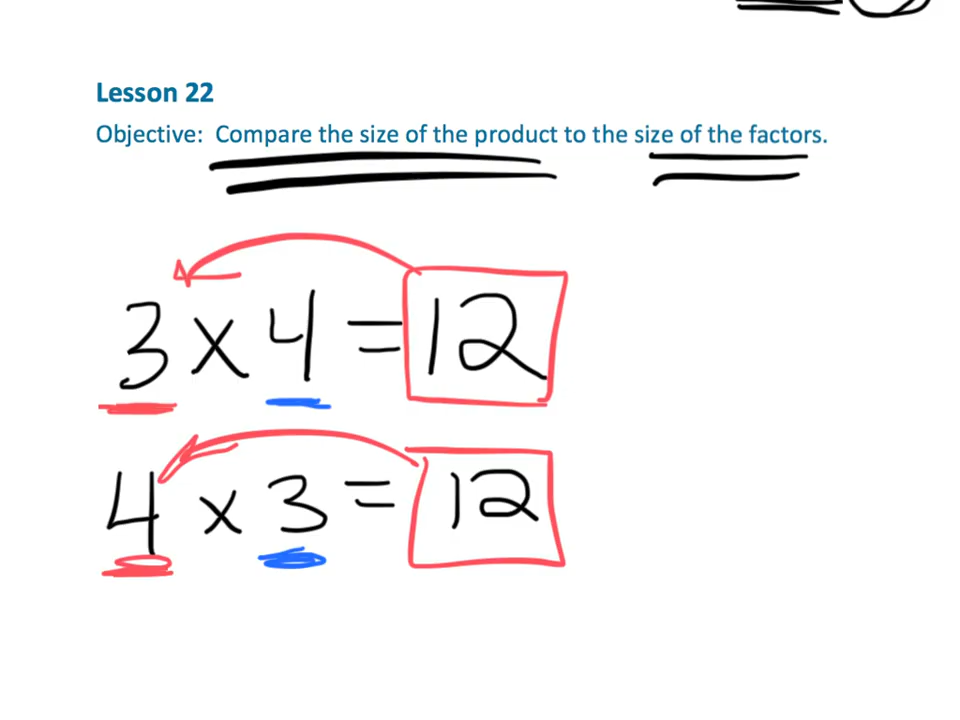 Lesson 22
Objective: Compare the size of the product to the size of the factors.
3 x 4 = 12
4 x 3 = 12